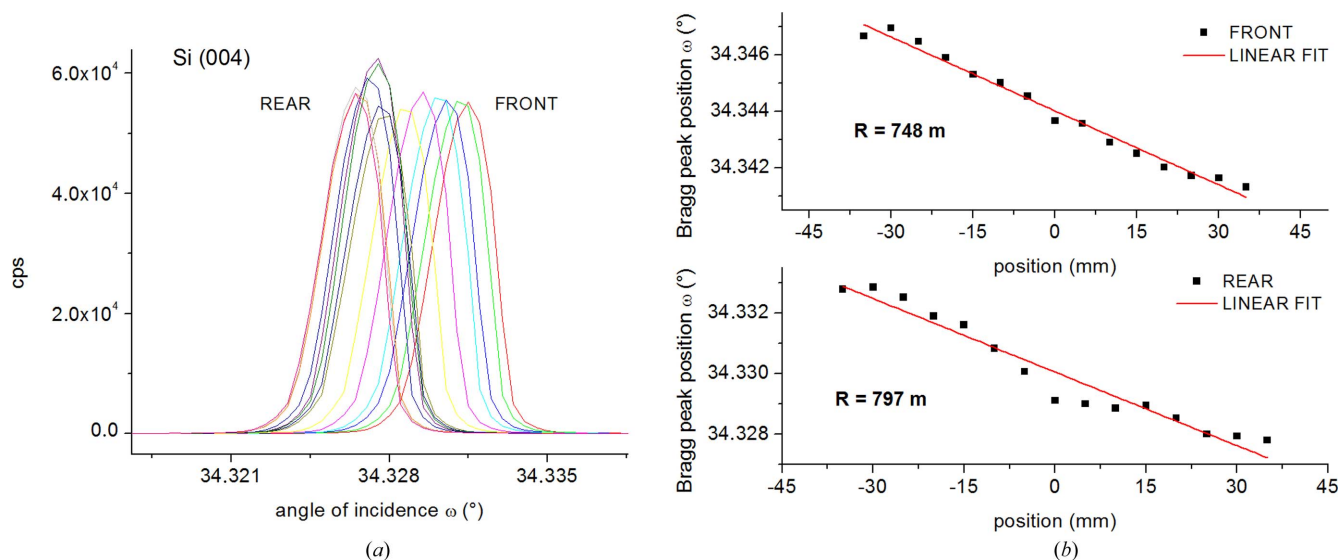 Si (004)
6.0x10⁴
4.0x10⁴
2.0x10⁴
0.0
cps
REAR
FRONT
34.321
34.328
34.335
angle of incidence ω (°)
(a)
Bragg peak position ω (°)
34.346
34.344
34.342
FRONT
LINEAR FIT
R = 748 m
-45
-30
-15
0
15
30
45
position (mm)
Bragg peak position ω (°)
34.332
34.330
34.328
REAR
LINEAR FIT
R = 797 m
-45
-30
-15
0
15
30
45
position (mm)
(b)